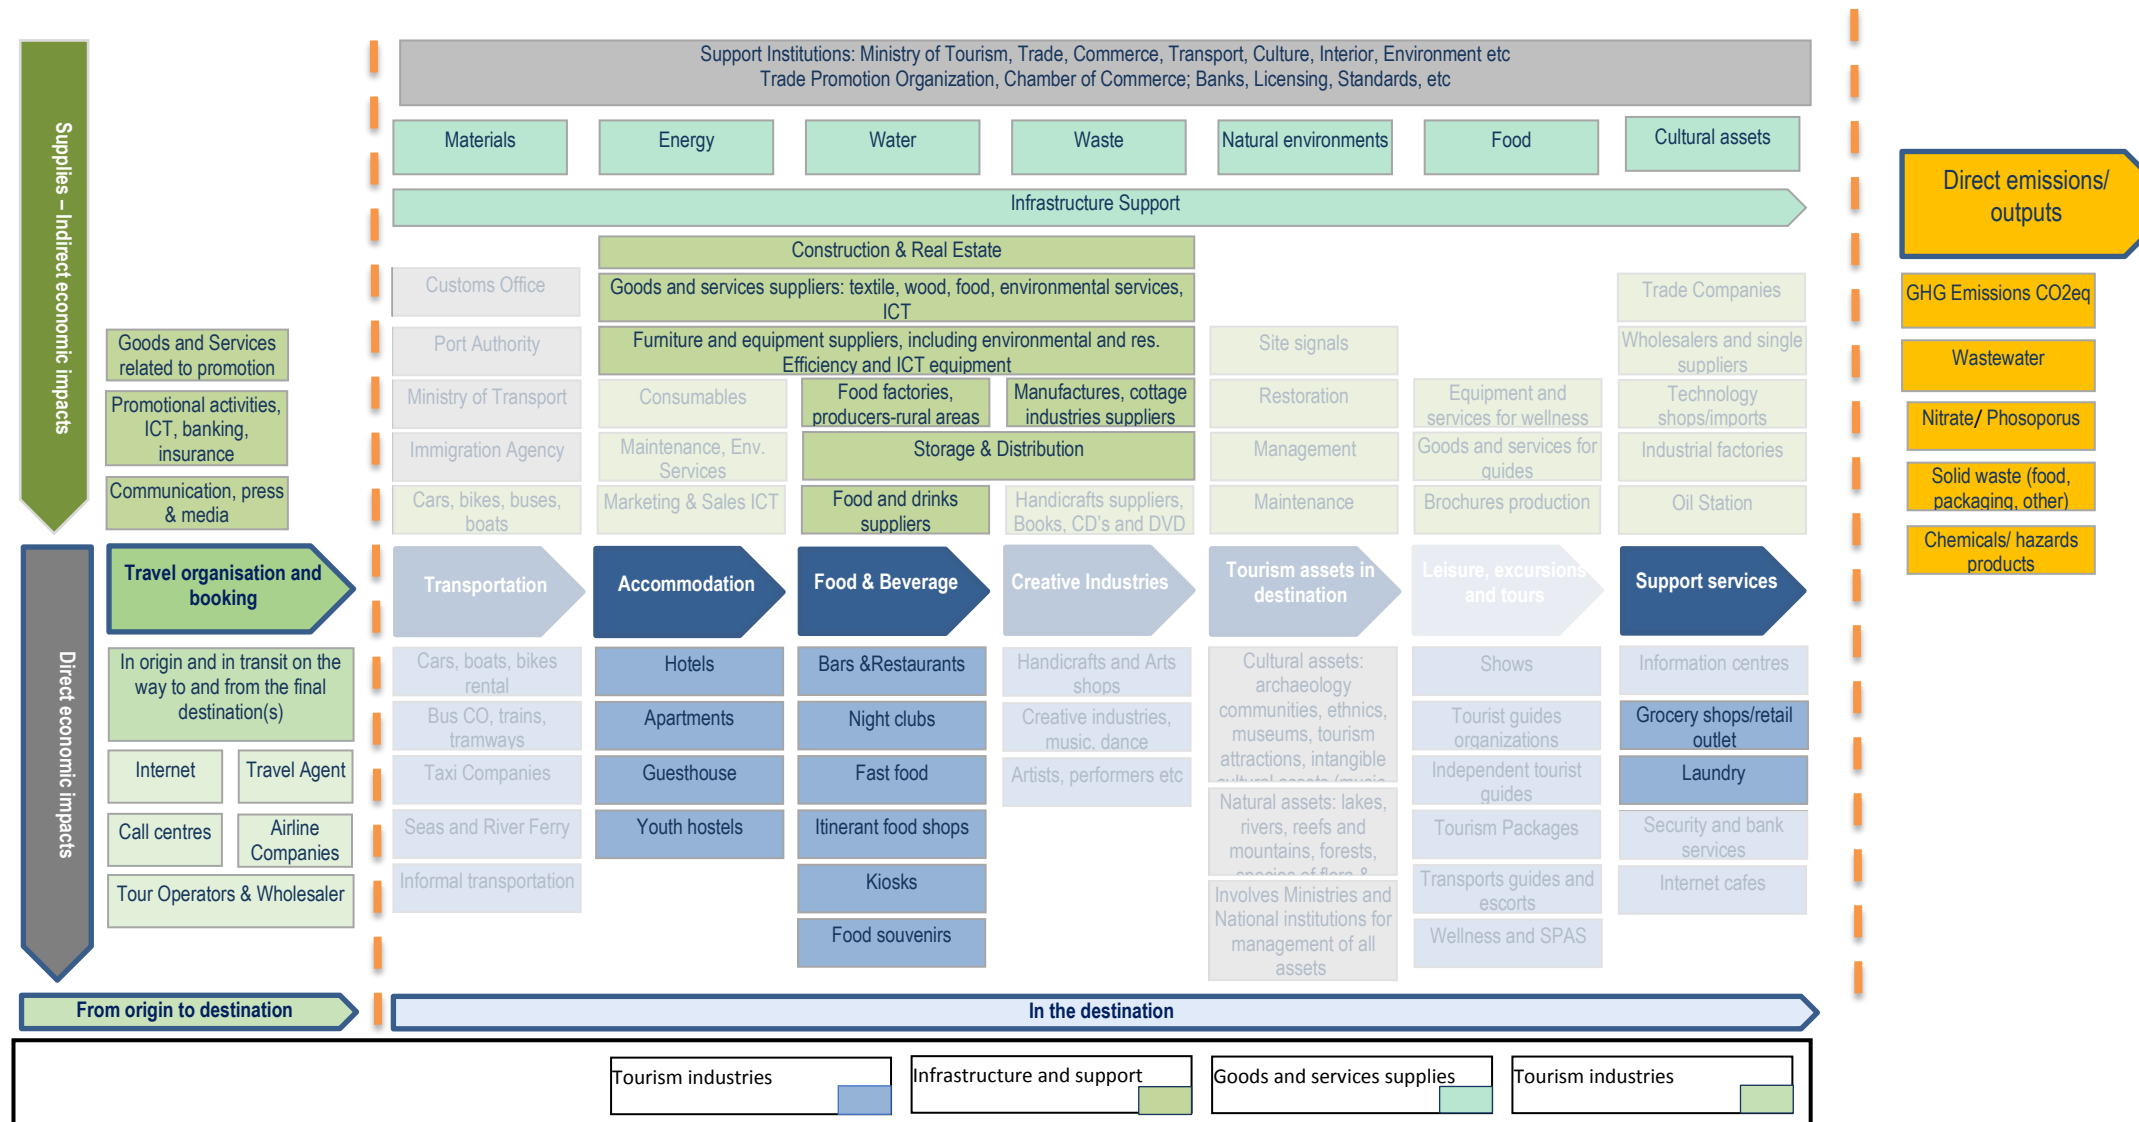 Support Institutions: Ministry of Tourism, Trade, Commerce, Transport, Culture, Interior, Environment etc
Trade Promotion Organization, Chamber of Commerce; Banks, Licensing, Standards, etc
Supplies – Indirect economic impacts
Materials
Energy
Water
Waste
Natural environments
Food
Cultural assets
Infrastructure Support
Direct emissions/
outputs
Construction & Real Estate
Goods and services suppliers: textile, wood, food, environmental services,
ICT
Furniture and equipment suppliers, including environmental and res.
Efficiency and ICT equipment
Goods and Services
related to promotion
Promotional activities,
ICT, banking,
insurance
Communication, press
& media
Customs Office
Port Authority
Ministry of Transport
Immigration Agency
Cars, bikes, buses,
boats
Consumables
Maintenance, Env.
Services
Marketing & Sales ICT
Food factories,
producers-rural areas
Manufactures, cottage
industries suppliers
Storage & Distribution
Food and drinks
suppliers
Handicrafts suppliers,
Books, CD's and DVD
Site signals
Restoration
Management
Maintenance
Equipment and
services for wellness
Goods and services for
guides
Brochures production
Trade Companies
Wholesalers and single
suppliers
Technology
shops/imports
Industrial factories
Oil Station
GHG Emissions CO2eq
Wastewater
Nitrate/ Phosoporus
Solid waste (food,
packaging, other)
Chemicals/ hazards
products
Direct economic impacts
Travel organisation and
booking
Transportation
Accommodation
Food & Beverage
Creative Industries
Tourism assets in
destination
Leisure, excursions
and tours
Support services
In origin and in transit on the
way to and from the final
destination(s)
Internet
Travel Agent
Call centres
Airline
Companies
Tour Operators & Wholesaler
Cars, boats, bikes
rental
Bus CO, trains,
tramways
Taxi Companies
Seas and River Ferry
Informal transportation
Hotels
Apartments
Guesthouse
Youth hostels
Bars &Restaurants
Night clubs
Fast food
Itinerant food shops
Kiosks
Food souvenirs
Handicrafts and Arts
shops
Creative industries,
music, dance
Artists, performers etc
Cultural assets:
archaeology
communities, ethnics,
museums, tourism
attractions, intangible
cultural assets (music,
Natural assets: lakes,
rivers, reefs and
mountains, forests,
species of flora &
Involves Ministries and
National institutions for
management of all
assets
Shows
Tourist guides
organizations
Independent tourist
guides
Tourism Packages
Transports guides and
escorts
Wellness and SPAS
Information centres
Grocery shops/retail
outlet
Laundry
Security and bank
services
Internet cafes
From origin to destination
In the destination
Tourism industries
Infrastructure and support
Goods and services supplies
Tourism industries